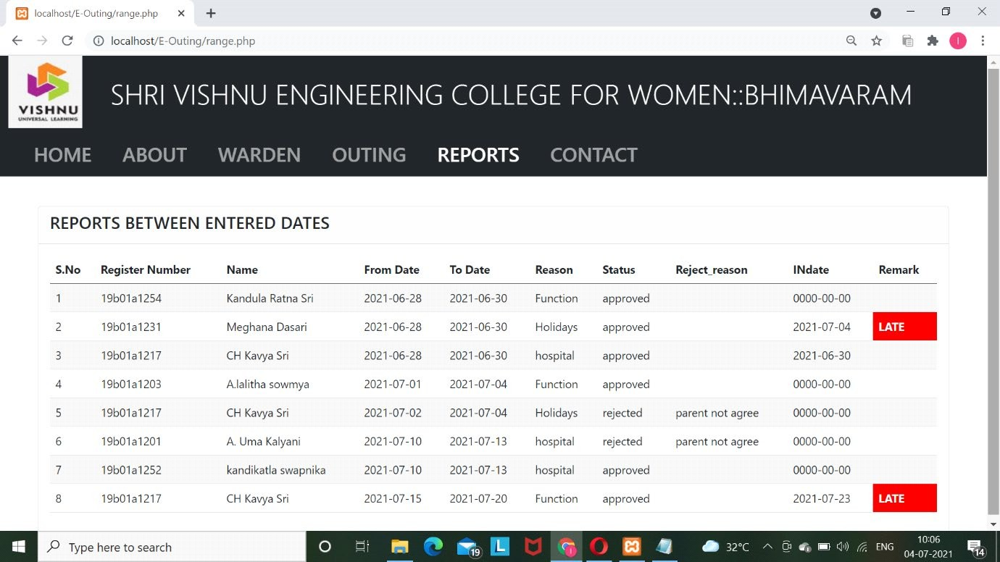 localhost/E-Outing/range.php
localhost/E-Outing/range.php
I
VISHNU
UNIVERSAL LEARNING
SHRI VISHNU ENGINEERING COLLEGE FOR WOMEN::BHIMAVARAM
HOME ABOUT WARDEN OUTING REPORTS CONTACT
REPORTS BETWEEN ENTERED DATES
S.No Register Number Name From Date To Date Reason Status Reject_reason INdate Remark
1 19b01a1254 Kandula Ratna Sri 2021-06-28 2021-06-30 Function approved 0000-00-00
2 19b01a1231 Meghana Dasari 2021-06-28 2021-06-30 Holidays approved 2021-07-04 LATE
3 19b01a1217 CH Kavya Sri 2021-06-28 2021-06-30 hospital approved 2021-06-30
4 19b01a1203 A.lalitha sowmya 2021-07-01 2021-07-04 Function approved 0000-00-00
5 19b01a1217 CH Kavya Sri 2021-07-02 2021-07-04 Holidays rejected parent not agree 0000-00-00
6 19b01a1201 A. Uma Kalyani 2021-07-10 2021-07-13 hospital rejected parent not agree 0000-00-00
7 19b01a1252 kandikatla swapnika 2021-07-10 2021-07-13 hospital approved 0000-00-00
8 19b01a1217 CH Kavya Sri 2021-07-15 2021-07-20 Function approved 2021-07-23 LATE
Type here to search 19 L I 32°C ENG 10:06
04-07-2021 14